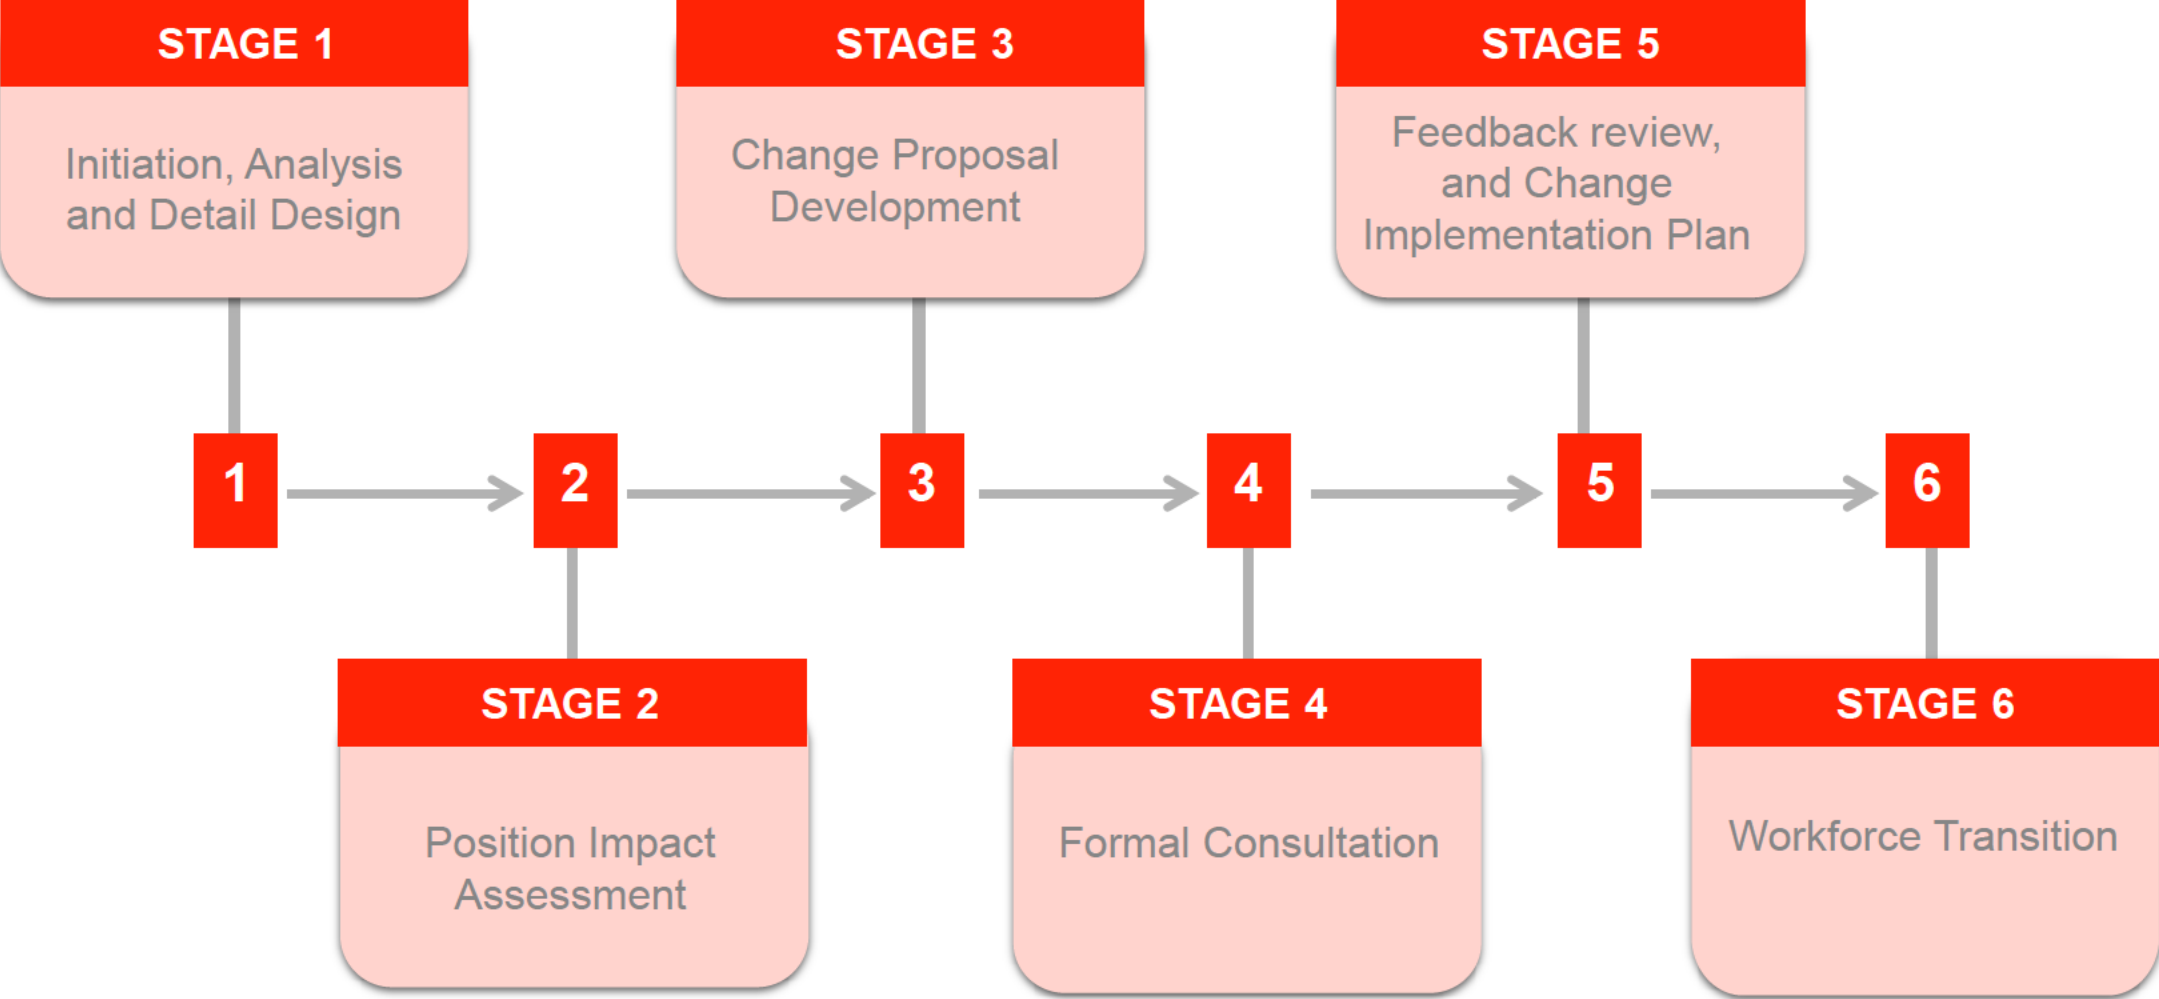 STAGE 1
Initiation, Analysis
and Detail Design
STAGE 3
Change Proposal
Development
STAGE 5
Feedback review,
and Change
Implementation Plan
1
2
3
4
5
6
STAGE 2
Position Impact
Assessment
STAGE 4
Formal Consultation
STAGE 6
Workforce Transition